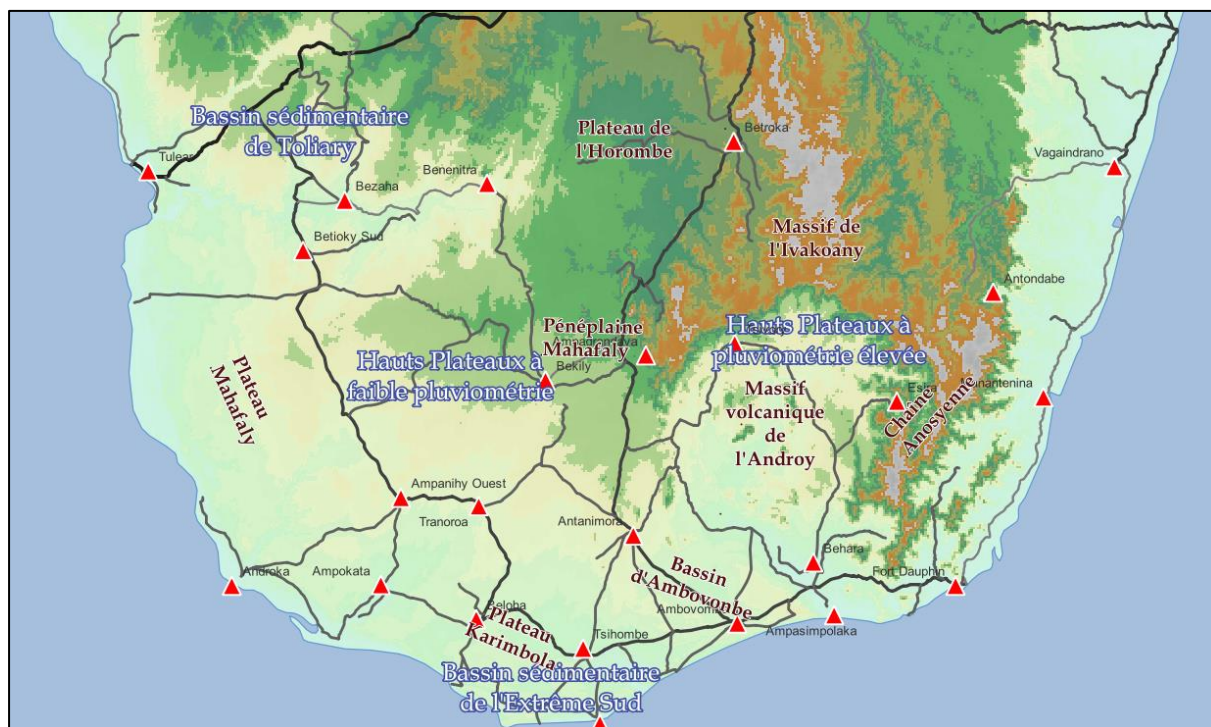 Bassin sédimentaire
de Toliary
Plateau de
l'Horombe
Betroka
Tulear
Vagaindrano
Benenitra
Bezaha
Betioky Sud
Massif de
l'Ivakoany
Antondabe
Pénéplaine
Mahafaly
Hauts Plateaux à
pluviométrie élevée
Hauts Plateaux à
faible pluviométrie
Bekily
Plateau
Mahafaly
Massif
volcanique
de
l'Androy
Chaîne
Anosyenne
Ampanihy Ouest
Tranoroa
Antanimora
Behara
Bassin
d'Ambovonbe
Fort Dauphin
Androka
Ampokata
Beloha
Plateau
Karimbola
Tsihombe
Ampasimpolaka
Bassin sédimentaire
de l'Extrême Sud